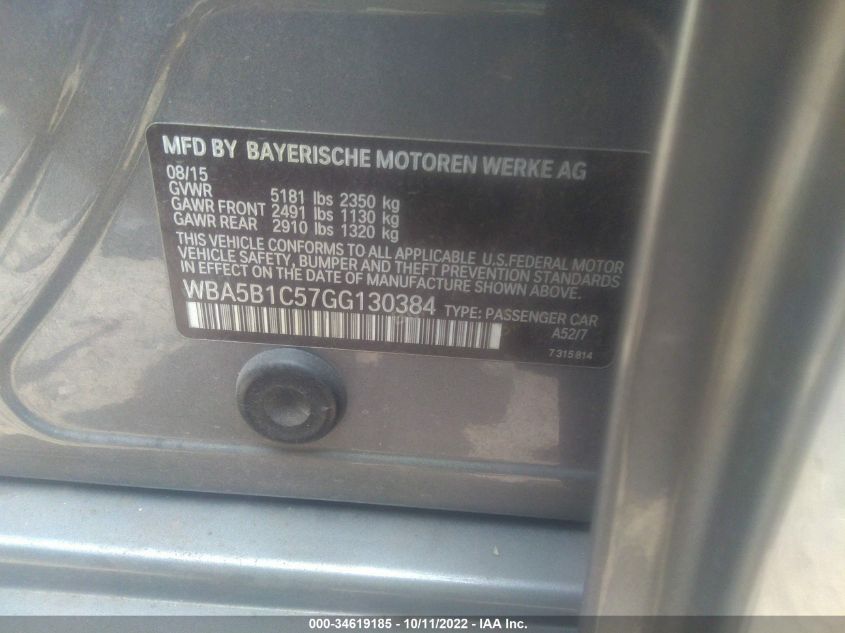 MFD BY BAYERISCHE MOTOREN WERKE AG
08/15
GVWR 5181 lbs 2350 kg
GAWR FRONT 2491 lbs 1130 kg
GAWR REAR 2910 lbs 1320 kg
THIS VEHICLE CONFORMS TO ALL APPLICABLE U.S.FEDERAL MOTOR
VEHICLE SAFETY, BUMPER AND THEFT PREVENTION STANDARDS
IN EFFECT ON THE DATE OF MANUFACTURE SHOWN ABOVE.
WBA5B1C57GG130384 TYPE: PASSENGER CAR
A52/7
7 315 814
000-34619185 - 10/11/2022 - IAA Inc.